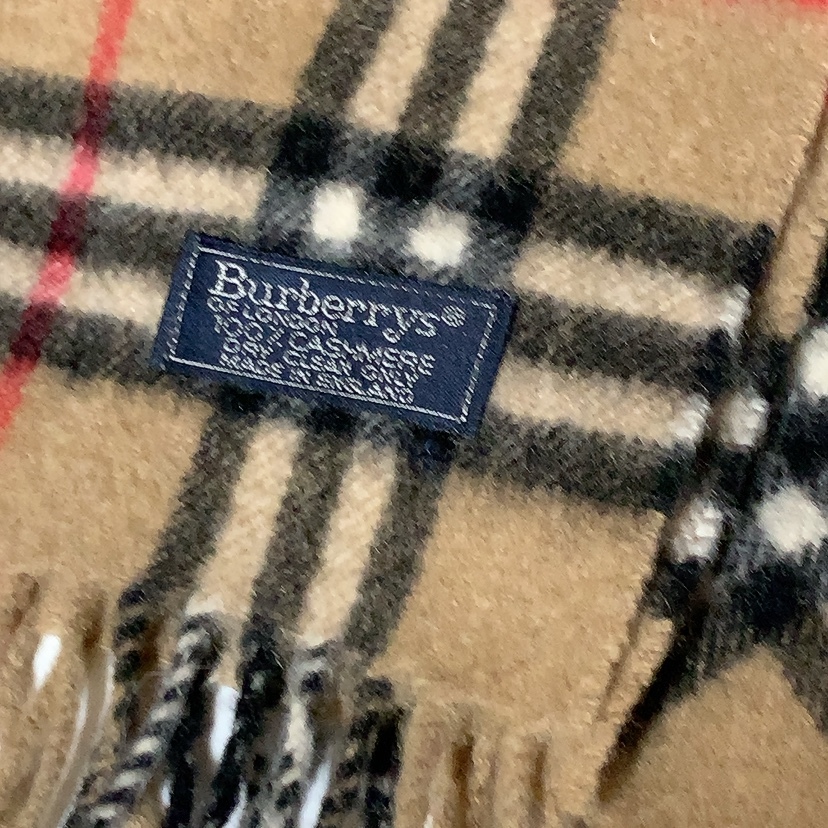 Burberrys®
OF LONDON
100% CASHMERE
DRY CLEAN ONLY
MADE IN ENGLAND